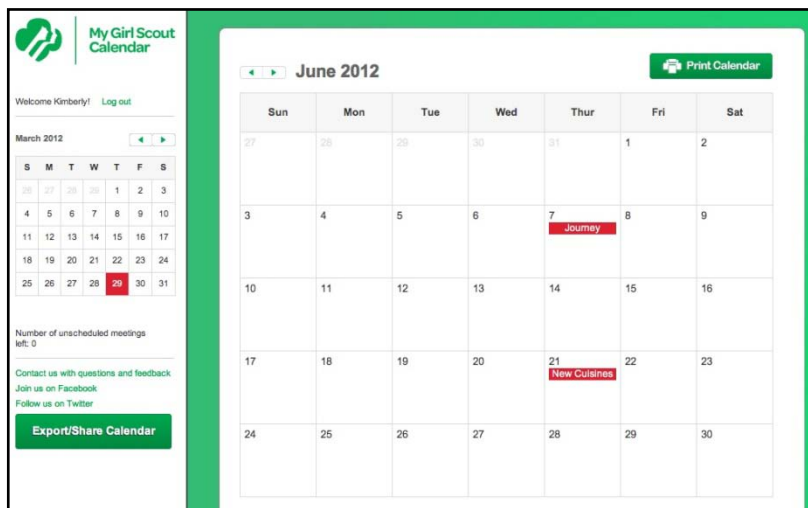 My Girl Scout
Calendar
Welcome Kimberly! Log out
March 2012
S M T W T F S
26 27 28 29 1 2 3
4 5 6 7 8 9 10
11 12 13 14 15 16 17
18 19 20 21 22 23 24
25 26 27 28 29 30 31
Number of unscheduled meetings
left: 0
Contact us with questions and feedback
Join us on Facebook
Follow us on Twitter
Export/Share Calendar
June 2012
Print Calendar
Sun Mon Tue Wed Thur Fri Sat
27 28 29 30 31 1 2
3 4 5 6 7 8 9
Journey
10 11 12 13 14 15 16
17 18 19 20 21 22 23
New Cuisines
24 25 26 27 28 29 30